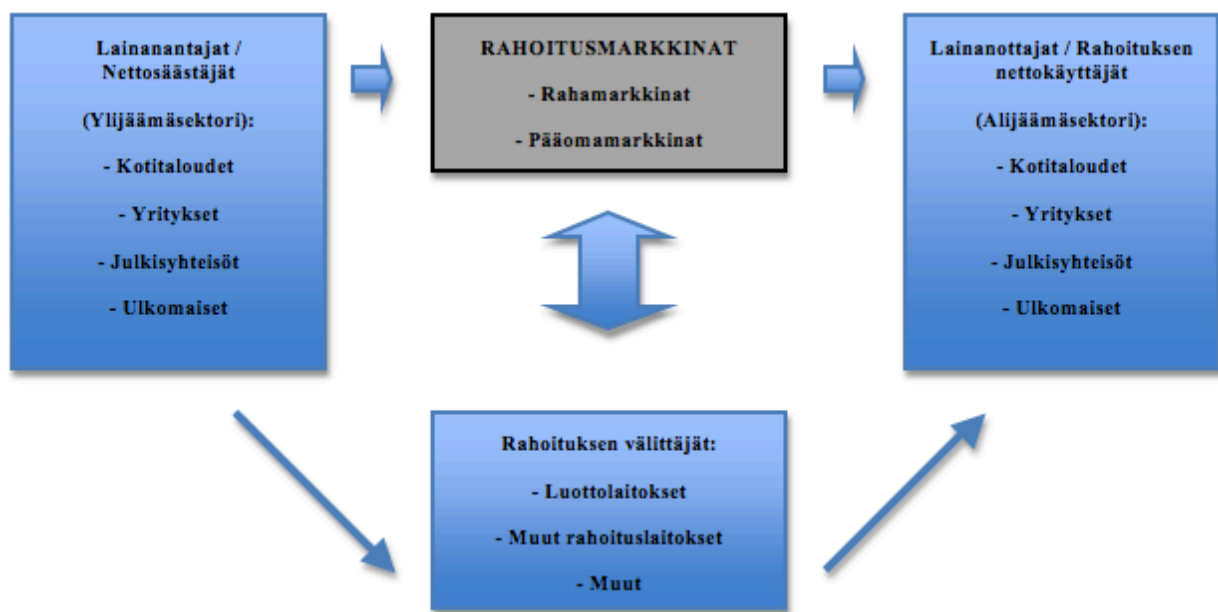 Lainanantajat /
Nettosäästäjät
(Ylijäämäsektori):
- Kotitaloudet
- Yritykset
- Julkisyhteisöt
- Ulkomaiset
RAHOITUSMARKKINAT
- Rahamarkkinat
- Pääomamarkkinat
Lainanottajat / Rahoituksen
nettokäyttäjät
(Alijäämäsektori):
- Kotitaloudet
- Yritykset
- Julkisyhteisöt
- Ulkomaiset
Rahoituksen välittäjät:
- Luottolaitokset
- Muut rahoituslaitokset
- Muut